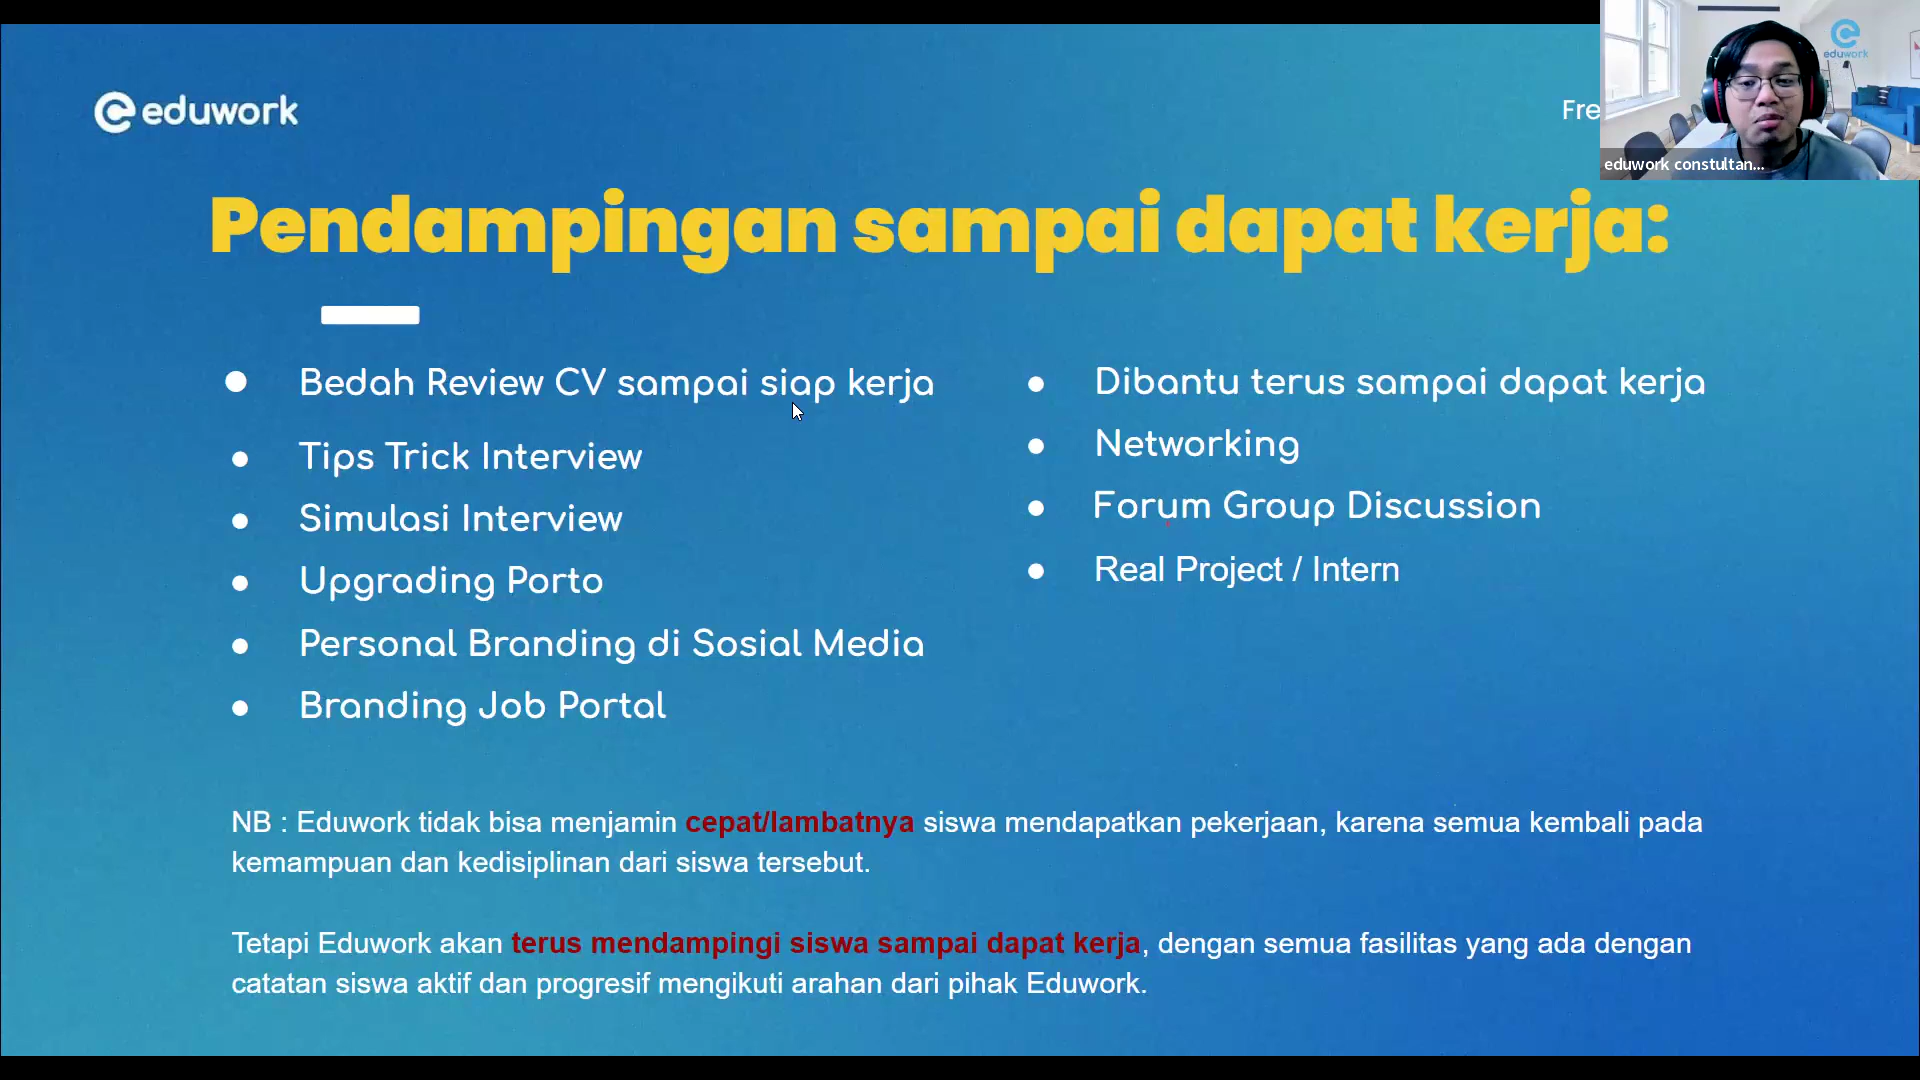 eduwork
Fre
eduwork
eduwork constultan...
Pendampingan sampai dapat kerja:
● Bedah Review CV sampai siap kerja
● Tips Trick Interview
● Simulasi Interview
● Upgrading Porto
● Personal Branding di Sosial Media
● Branding Job Portal
● Dibantu terus sampai dapat kerja
● Networking
● Forum Group Discussion
● Real Project / Intern
NB : Eduwork tidak bisa menjamin cepat/lambatnya siswa mendapatkan pekerjaan, karena semua kembali pada
kemampuan dan kedisiplinan dari siswa tersebut.
Tetapi Eduwork akan terus mendampingi siswa sampai dapat kerja, dengan semua fasilitas yang ada dengan
catatan siswa aktif dan progresif mengikuti arahan dari pihak Eduwork.